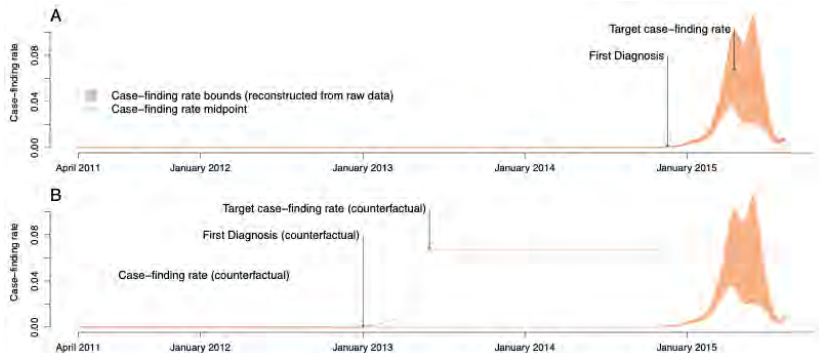 A
Target case−finding rate
First Diagnosis
Case−finding rate
0.00 0.04 0.08
Case−finding rate bounds (reconstructed from raw data)
Case−finding rate midpoint
April 2011 January 2012 January 2013 January 2014 January 2015
B
Target case−finding rate (counterfactual)
First Diagnosis (counterfactual)
Case−finding rate (counterfactual)
Case−finding rate
0.00 0.04 0.08
April 2011 January 2012 January 2013 January 2014 January 2015